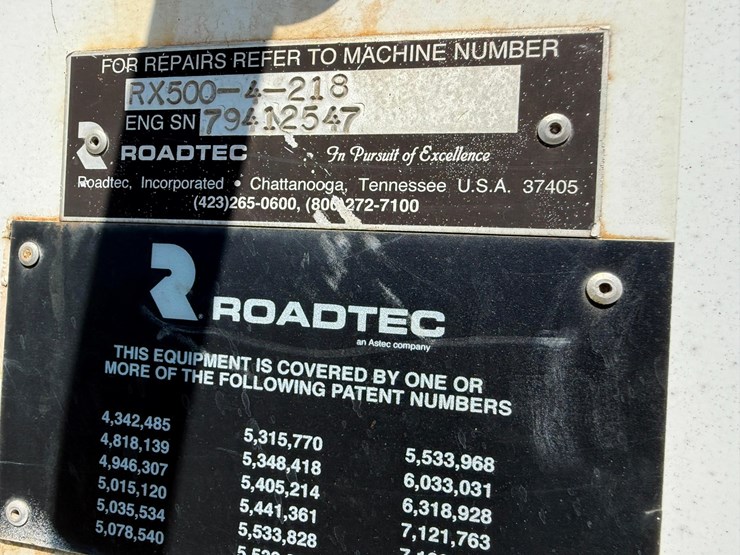 FOR REPAIRS REFER TO MACHINE NUMBER
RX500-4-218
ENG SN 79412547
ROADTEC In Pursuit of Excellence
Roadtec, Incorporated • Chattanooga, Tennessee U.S.A. 37405
(423)265-0600, (800)272-7100
ROADTEC
an Astec company
THIS EQUIPMENT IS COVERED BY ONE OR
MORE OF THE FOLLOWING PATENT NUMBERS
4,342,485
4,818,139
4,946,307
5,015,120
5,035,534
5,078,540
5,315,770
5,348,418
5,405,214
5,441,361
5,533,828
5,533,968
6,033,031
6,318,928
7,121,763